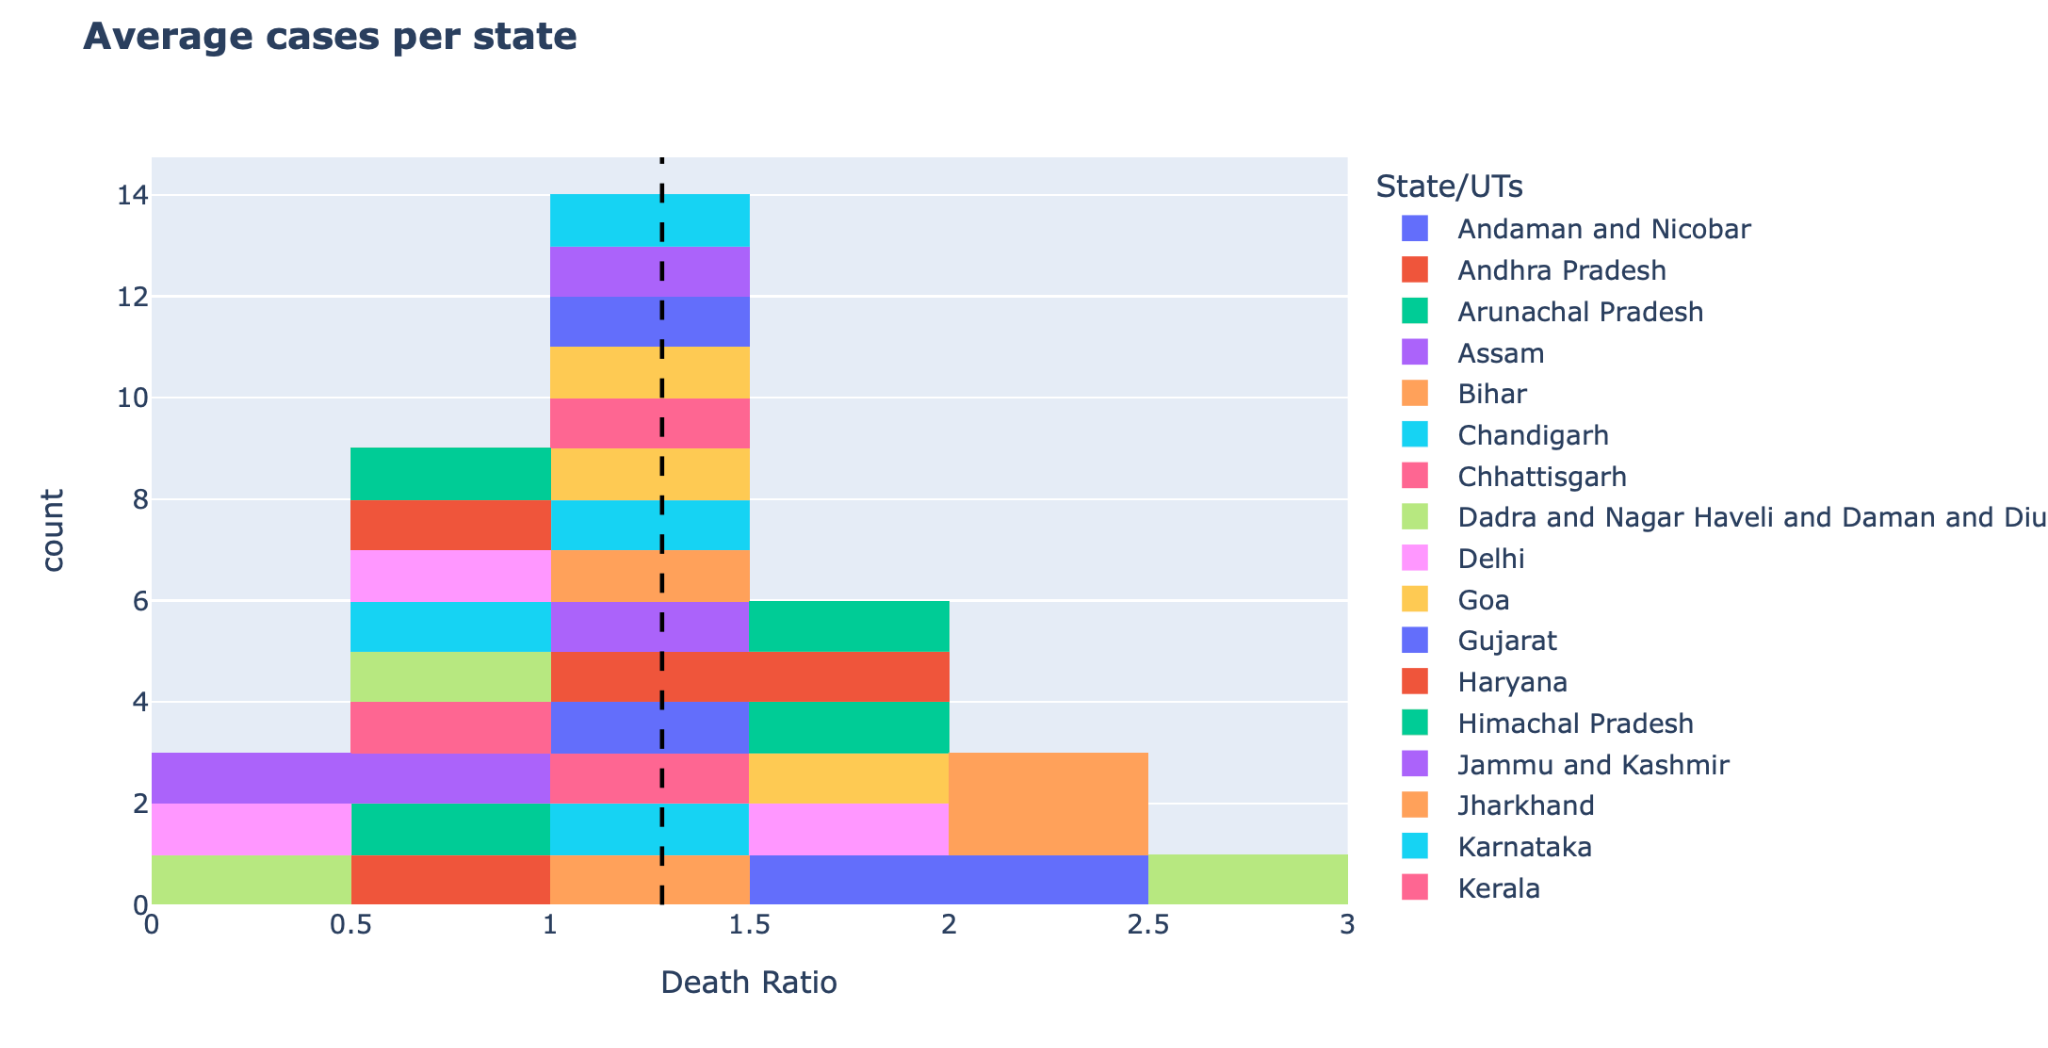 Average cases per state
14
12
10
8
6
4
2
0
count
0 0.5 1 1.5 2 2.5 3
Death Ratio
State/UTs
Andaman and Nicobar
Andhra Pradesh
Arunachal Pradesh
Assam
Bihar
Chandigarh
Chhattisgarh
Dadra and Nagar Haveli and Daman and Diu
Delhi
Goa
Gujarat
Haryana
Himachal Pradesh
Jammu and Kashmir
Jharkhand
Karnataka
Kerala